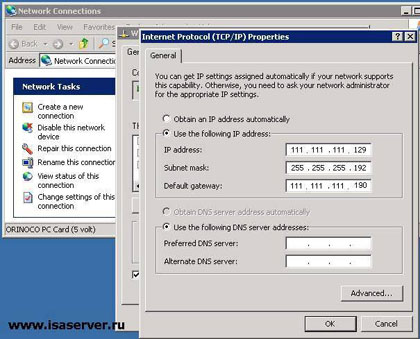 Network Connections
File Edit View Favorites
Back
Address Network Connections
Network Tasks
Create a new
connection
Disable this network
device
Repair this connection
Rename this connection
View status of this
connection
Change settings of this
connection
ORINOCO PC Card (5 volt)
Internet Protocol (TCP/IP) Properties
General
You can get IP settings assigned automatically if your network supports
this capability. Otherwise, you need to ask your network administrator
for the appropriate IP settings.
Obtain an IP address automatically
Use the following IP address:
IP address: 111 . 111 . 111 . 129
Subnet mask: 255 . 255 . 255 . 192
Default gateway: 111 . 111 . 111 . 190
Obtain DNS server address automatically
Use the following DNS server addresses:
Preferred DNS server: . . .
Alternate DNS server: . . .
Advanced...
OK Cancel
www.isaserver.ru